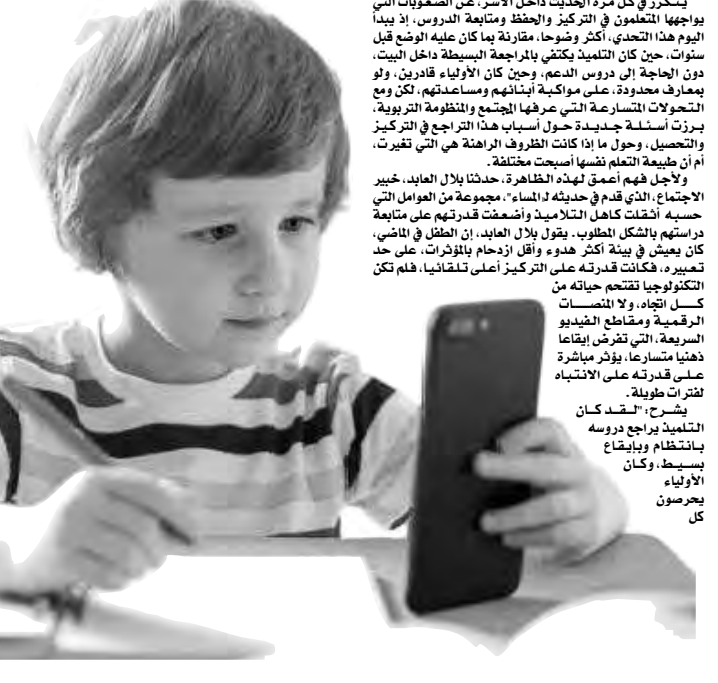 يتكرر في كل مرة الحديث داخل الأسر، عن الصعوبات التي
يواجهها المتعلمون في التركيز والحفظ ومتابعة الدروس، إذ يبدأ
اليوم هذا التحدي، أكثر وضوحا، مقارنة بما كان عليه الوضع قبل
سنوات، حين كان التلميذ يكتفي بالمراجعة البسيطة داخل البيت،
دون الحاجة إلى دروس الدعم، وحين كان الأولياء قادرين، ولو
بمعارف محدودة، على مواكبة أبنائهم ومساعدتهم، لكن ومع
التحولات المتسارعة التي عرفها المجتمع والمنظومة التربوية،
برزت أسئلة جديدة حول أسباب هذا التراجع في التركيز
والتحصيل، وحول ما إذا كانت الظروف الراهنة هي التي تغيرت،
أم أن طبيعة التعلم نفسها أصبحت مختلفة.
ولأجل فهم أعمق لهذه الظاهرة، حدثنا بلال العابد، خبير
الاجتماع، الذي قدم في حديثه لـ"المساء"، مجموعة من العوامل التي
حسبه أثقلت كاهل التلاميذ وأضعفت قدرتهم على متابعة
دراستهم بالشكل المطلوب. يقول بلال العابد، إن الطفل في الماضي،
كان يعيش في بيئة أكثر هدوء وأقل ازدحام بالمؤثرات، على حد
تعبيره، فكانت قدرته على التركيز أعلى تلقائيا، فلم تكن
التكنولوجيا تقتحم حياته من
كل اتجاه، ولا المنصات
الرقمية ومقاطع الفيديو
السريعة، التي تفرض إيقاعا
ذهنيا متسارعا، يؤثر مباشرة
على قدرته على الانتباه
لفترات طويلة.
يشرح: "لقد كان
التلميذ يراجع دروسه
بانتظام وبإيقاع
بسيط، وكان
الأولياء
يحرصون
كل